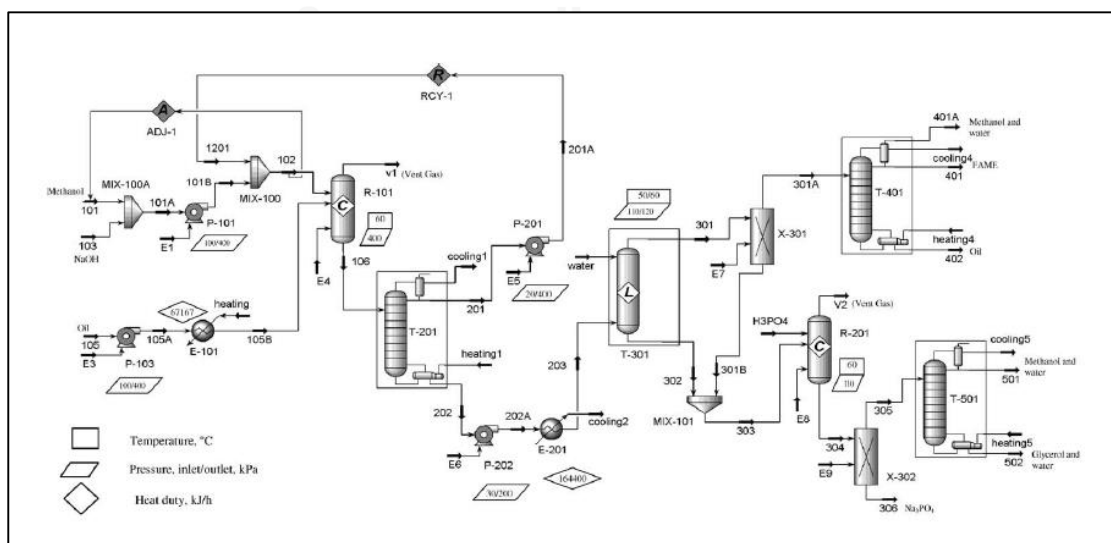 R
RCY-1
A
ADJ-1
1201
102
MIX-100
101B
MIX-100A
Methanol
101
101A
P-101
103
NaOH
E1
100/400
v1 (Vent Gas)
R-101
C
60
400
E4
106
201A
P-201
E5
20/400
cooling1
201
T-201
heating1
67167
heating
Oil
105
105A
105B
E-101
E3
P-103
100/400
202
202A
P-202
E6
30/200
E-201
cooling2
164400
203
50/60
110/120
water
L
T-301
301
302
301A
X-301
E7
301B
MIX-101
303
401A
Methanol and
water
cooling4
FAME
401
T-401
heating4
Oil
402
V2 (Vent Gas)
H3PO4
R-201
C
60
110
E8
304
305
E9
X-302
306
Na3PO4
cooling5
Methanol and
water
501
T-501
heating5
Glycerol and
water
502
Temperature, °C
Pressure, inlet/outlet, kPa
Heat duty, kJ/h